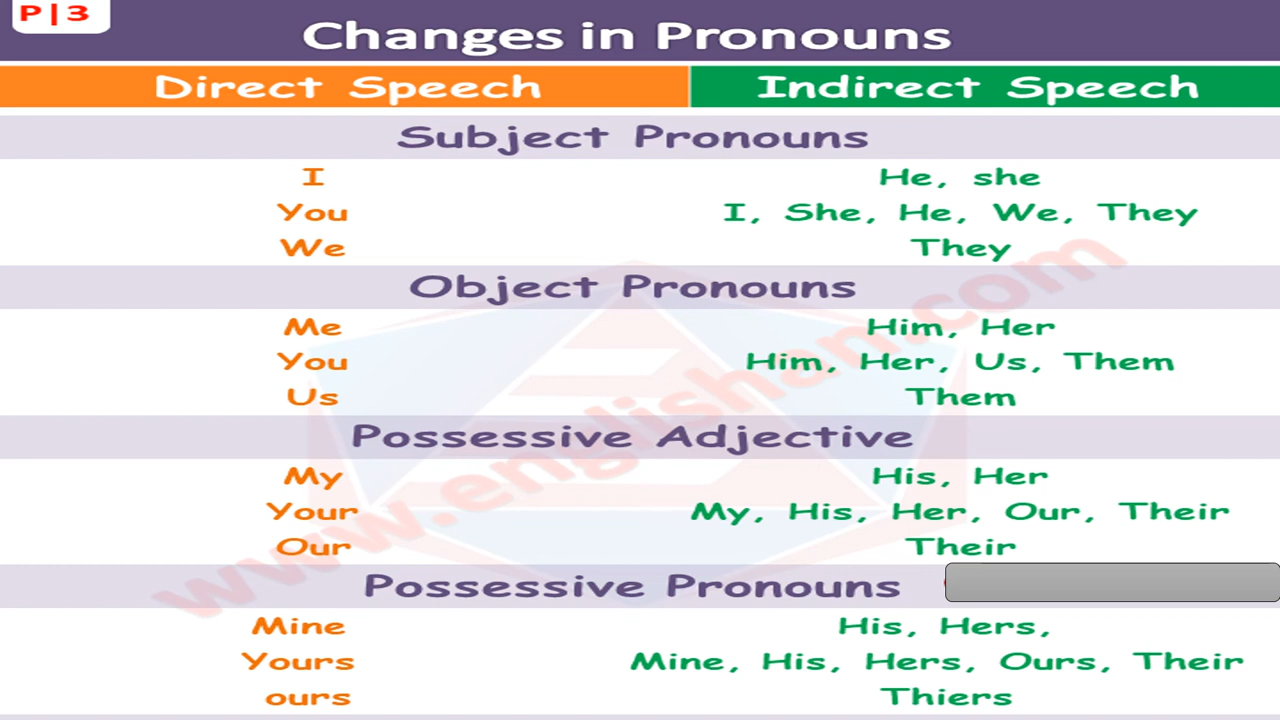 P|3
Changes in Pronouns
Direct Speech Indirect Speech
Subject Pronouns
I He, she
You I, She, He, We, They
We They
Object Pronouns
Me Him, Her
You Him, Her, Us, Them
Us Them
Possessive Adjective
My His, Her
Your My, His, Her, Our, Their
Our Their
Possessive Pronouns
Mine His, Hers,
Yours Mine, His, Hers, Ours, Their
ours Thiers
www.englishan.com